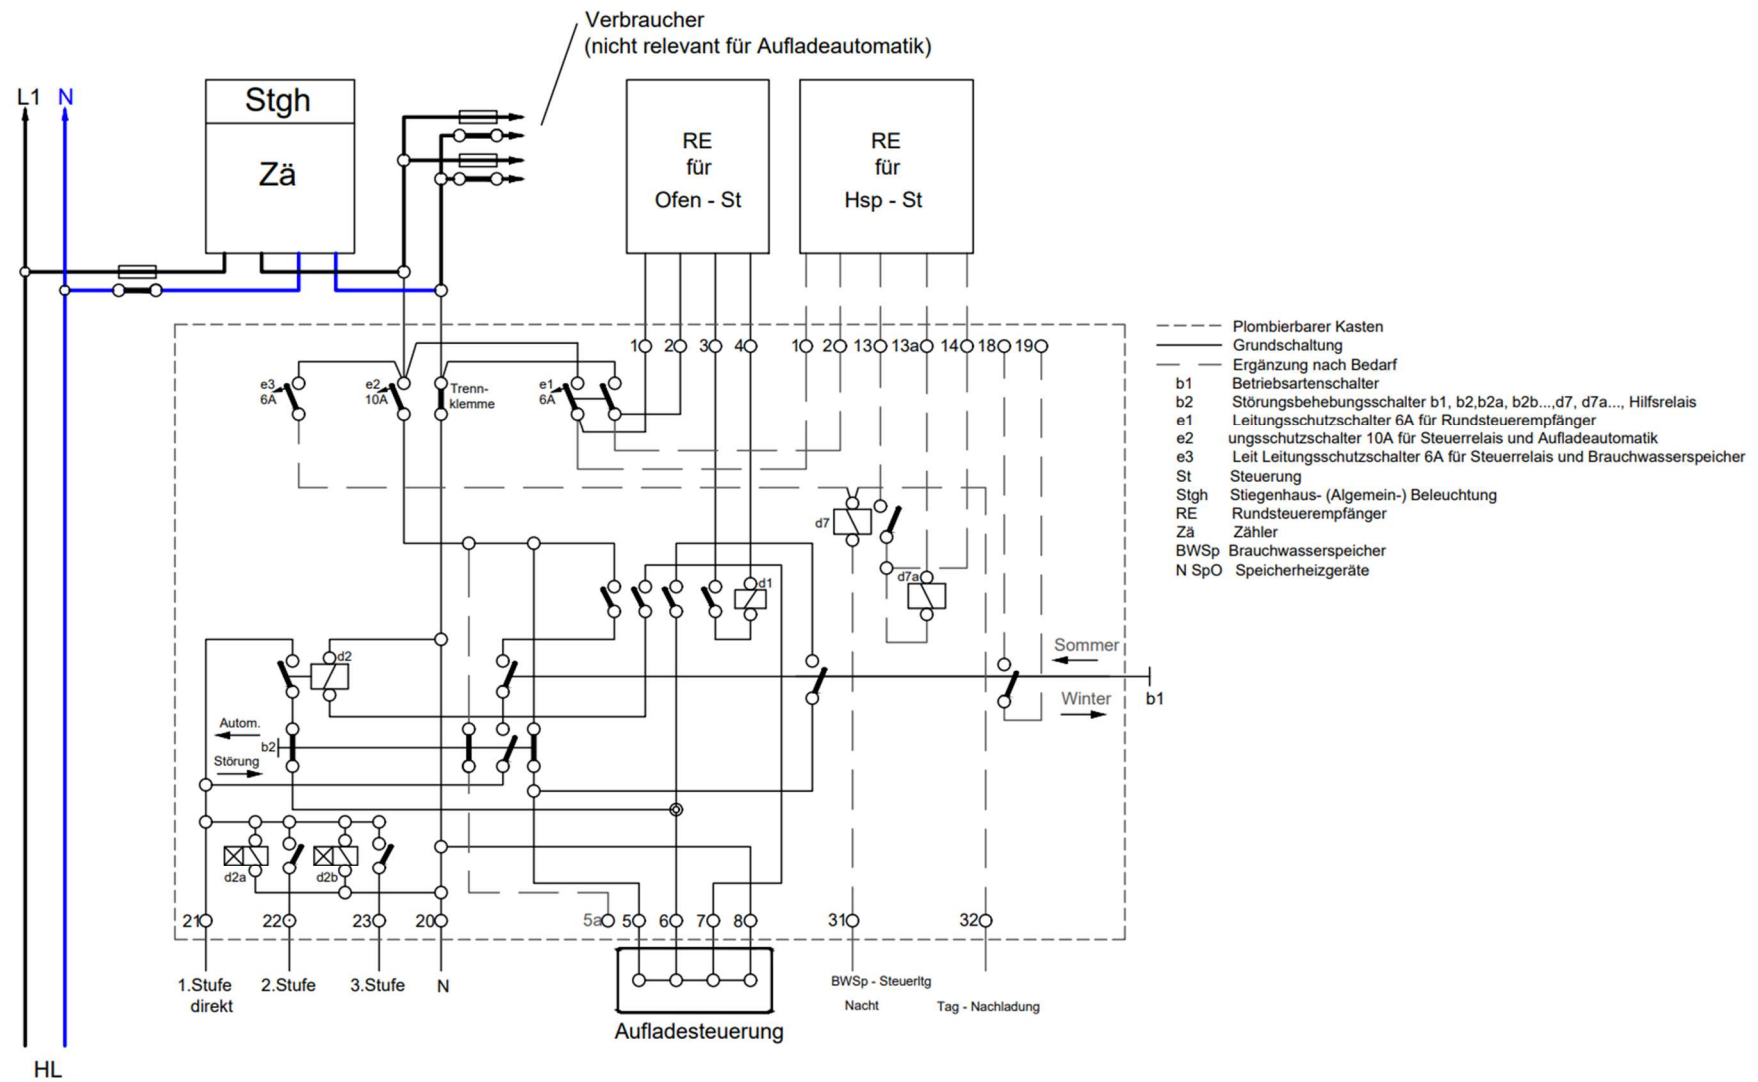 Verbraucher
(nicht relevant für Aufladeautomatik)
L1 N
Stgh
Zä
RE
für
Ofen - St
RE
für
Hsp - St
1 2 3 4 1 2 13 13a 14 18 19
e3
6A
e2
10A
Trenn-
klemme
e1
6A
d7
d7a
d1
d2
Sommer
Winter
b1
Autom.
b2
Störung
d2a
d2b
21 22 23 20 5a 5 6 7 8 31 32
1.Stufe
direkt
2.Stufe
3.Stufe
N
Aufladesteuerung
BWSp - Steuerltg
Nacht
Tag - Nachladung
HL
Plombierbarer Kasten
Grundschaltung
Ergänzung nach Bedarf
b1 Betriebsartenschalter
b2 Störungsbehebungsschalter b1, b2,b2a, b2b...,d7, d7a..., Hilfsrelais
e1 Leitungsschutzschalter 6A für Rundsteuerempfänger
e2 ungsschutzschalter 10A für Steuerrelais und Aufladeautomatik
e3 Leit Leitungsschutzschalter 6A für Steuerrelais und Brauchwasserspeicher
St Steuerung
Stgh Stiegenhaus- (Algemein-) Beleuchtung
RE Rundsteuerempfänger
Zä Zähler
BWSp Brauchwasserspeicher
N SpO Speicherheizgeräte